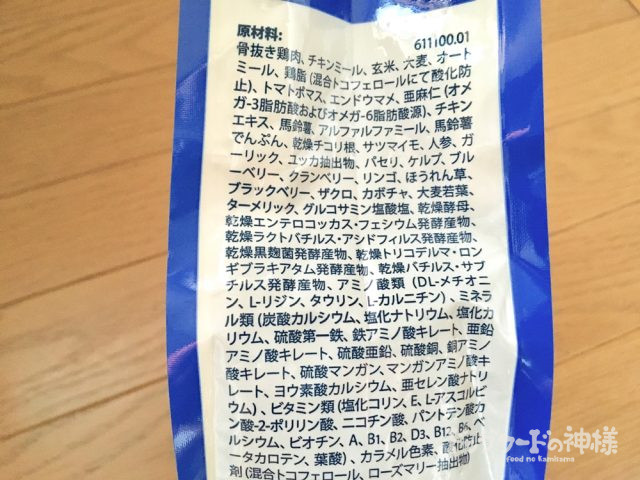 原材料:
611100.01
骨抜き鶏肉、チキンミール、玄米、大麦、オート
ミール、鶏脂(混合トコフェロールにて酸化防
止)、トマトポマス、エンドウマメ、亜麻仁(オメ
ガ-3脂肪酸およびオメガ-6脂肪酸源)、チキン
エキス、馬鈴薯、アルファルファミール、馬鈴薯
でんぷん、乾燥チコリ根、サツマイモ、人参、ガ
ーリック、ユッカ抽出物、パセリ、ケルプ、ブル
ーベリー、クランベリー、リンゴ、ほうれん草、
ブラックベリー、ザクロ、カボチャ、大麦若葉、
ターメリック、グルコサミン塩酸塩、乾燥酵母、
乾燥エンテロコッカス・フェシウム発酵産物、
乾燥ラクトバチルス・アシドフィルス発酵産物、
乾燥黒麹菌発酵産物、乾燥トリコデルマ・ロン
ギブラキアタム発酵産物、乾燥バチルス・サブ
チルス発酵産物、アミノ酸類(DL-メチオニ
ン、L-リジン、タウリン、L-カルニチン)、ミネラ
ル類(炭酸カルシウム、塩化ナトリウム、塩化カ
リウム、硫酸第一鉄、鉄アミノ酸キレート、亜鉛
アミノ酸キレート、硫酸亜鉛、硫酸銅、銅アミノ
酸キレート、硫酸マンガン、マンガンアミノ酸キ
レート、ヨウ素酸カルシウム、亜セレン酸ナトリ
ウム)、ビタミン類(塩化コリン、E、L-アスコルビ
ン酸-2-ポリリン酸、ニコチン酸、パントテン酸カ
ルシウム、ビオチン、A、B1、B2、D3、B12、B6、ベ
ータカロテン、葉酸)、カラメル色素、酸化防止
剤(混合トコフェロール、ローズマリー抽出物)
フードの神様
food no Kamisama